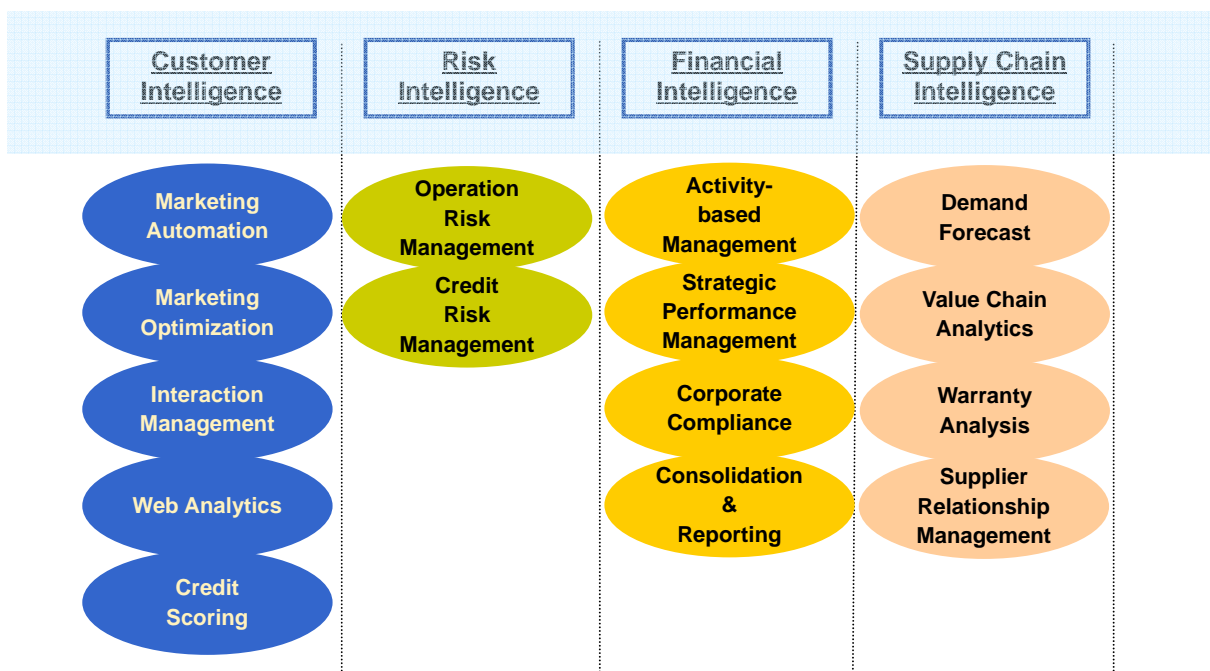 Customer
Intelligence
Risk
Intelligence
Financial
Intelligence
Supply Chain
Intelligence
Marketing
Automation
Marketing
Optimization
Interaction
Management
Web Analytics
Credit
Scoring
Operation
Risk
Management
Credit
Risk
Management
Activity-
based
Management
Strategic
Performance
Management
Corporate
Compliance
Consolidation
&
Reporting
Demand
Forecast
Value Chain
Analytics
Warranty
Analysis
Supplier
Relationship
Management